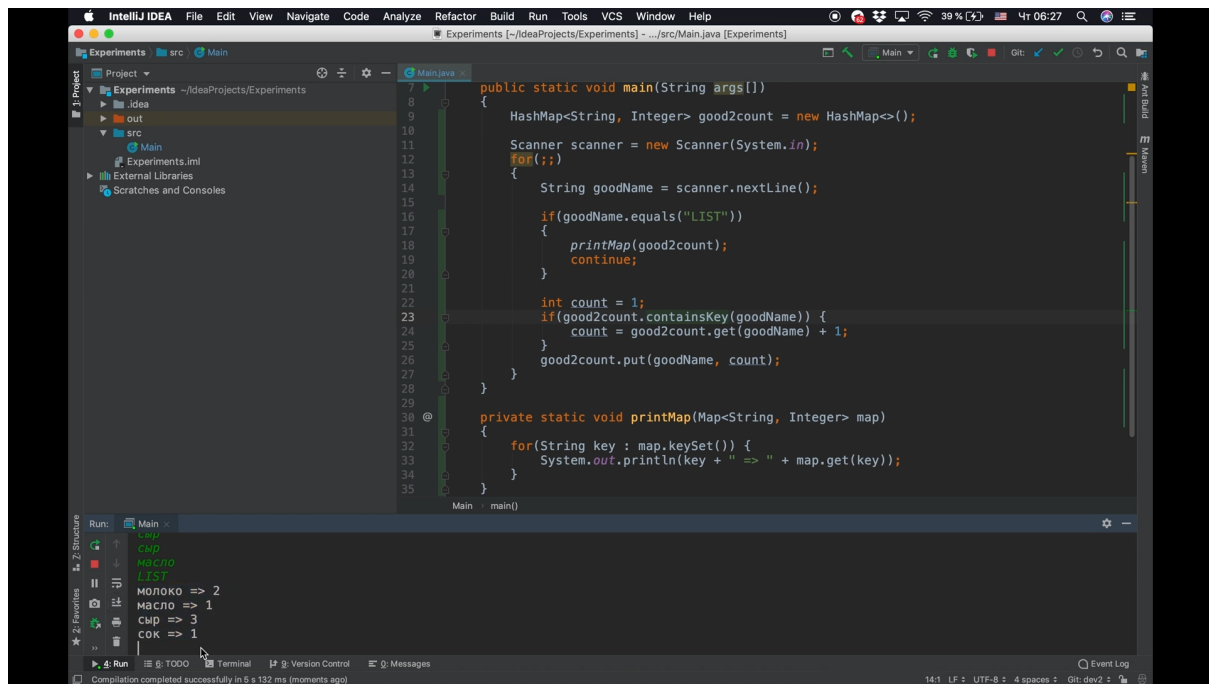 IntelliJ IDEA File Edit View Navigate Code Analyze Refactor Build Run Tools VCS Window Help 39 % Чт 06:27
Experiments [~/IdeaProjects/Experiments] - .../src/Main.java [Experiments]
Experiments src Main Main Git:
1: Project Project Main.java Ant Build
Experiments ~/IdeaProjects/Experiments
.idea
out
src
Main
Experiments.iml
External Libraries
Scratches and Consoles
Maven
7 public static void main(String args[])
8 {
9 HashMap<String, Integer> good2count = new HashMap<>();
10
11 Scanner scanner = new Scanner(System.in);
12 for(;;)
13 {
14 String goodName = scanner.nextLine();
15
16 if(goodName.equals("LIST"))
17 {
18 printMap(good2count);
19 continue;
20 }
21
22 int count = 1;
23 if(good2count.containsKey(goodName)) {
24 count = good2count.get(goodName) + 1;
25 }
26 good2count.put(goodName, count);
27 }
28 }
29
30 @ private static void printMap(Map<String, Integer> map)
31 {
32 for(String key : map.keySet()) {
33 System.out.println(key + " => " + map.get(key));
34 }
35 }
Main main()
Z: Structure
2: Favorites
Run: Main
сыр
сыр
масло
LIST
молоко => 2
масло => 1
сыр => 3
сок => 1
4: Run 6: TODO Terminal 9: Version Control 0: Messages Event Log
Compilation completed successfully in 5 s 132 ms (moments ago) 14:1 LF UTF-8 4 spaces Git: dev2